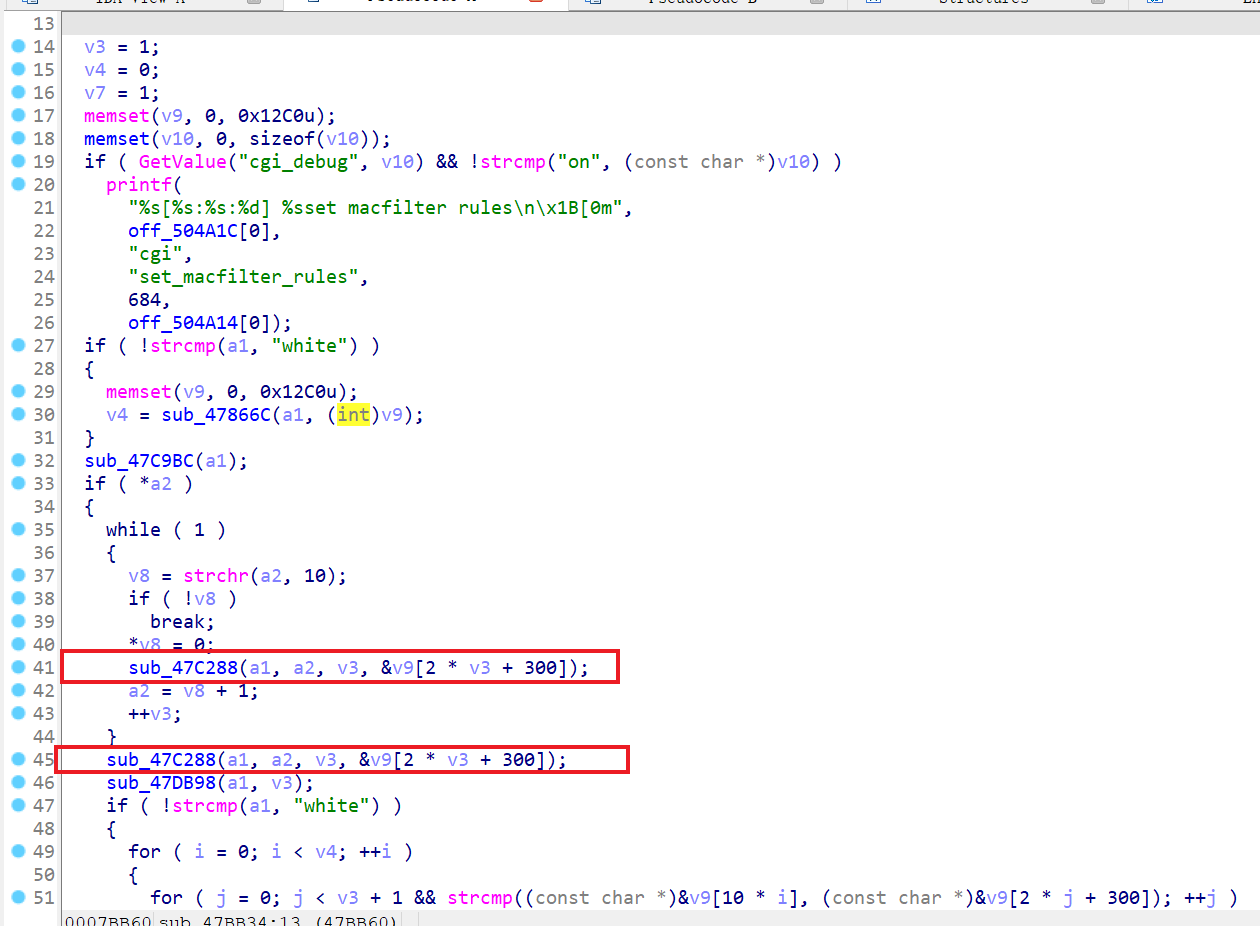 IDA View-A Pseudocode-A Pseudocode-B Structures
13
14 v3 = 1;
15 v4 = 0;
16 v7 = 1;
17 memset(v9, 0, 0x12C0u);
18 memset(v10, 0, sizeof(v10));
19 if ( GetValue("cgi_debug", v10) && !strcmp("on", (const char *)v10) )
20 printf(
21 "%s[%s:%s:%d] %sset macfilter rules\n\x1B[0m",
22 off_504A1C[0],
23 "cgi",
24 "set_macfilter_rules",
25 684,
26 off_504A14[0]);
27 if ( !strcmp(a1, "white") )
28 {
29 memset(v9, 0, 0x12C0u);
30 v4 = sub_47866C(a1, (int)v9);
31 }
32 sub_47C9BC(a1);
33 if ( *a2 )
34 {
35 while ( 1 )
36 {
37 v8 = strchr(a2, 10);
38 if ( !v8 )
39 break;
40 *v8 = 0;
41 sub_47C288(a1, a2, v3, &v9[2 * v3 + 300]);
42 a2 = v8 + 1;
43 ++v3;
44 }
45 sub_47C288(a1, a2, v3, &v9[2 * v3 + 300]);
46 sub_47DB98(a1, v3);
47 if ( !strcmp(a1, "white") )
48 {
49 for ( i = 0; i < v4; ++i )
50 {
51 for ( j = 0; j < v3 + 1 && strcmp((const char *)&v9[10 * i], (const char *)&v9[2 * j + 300]); ++j )
0007BB60 sub_47BB34:13 (47BB60)